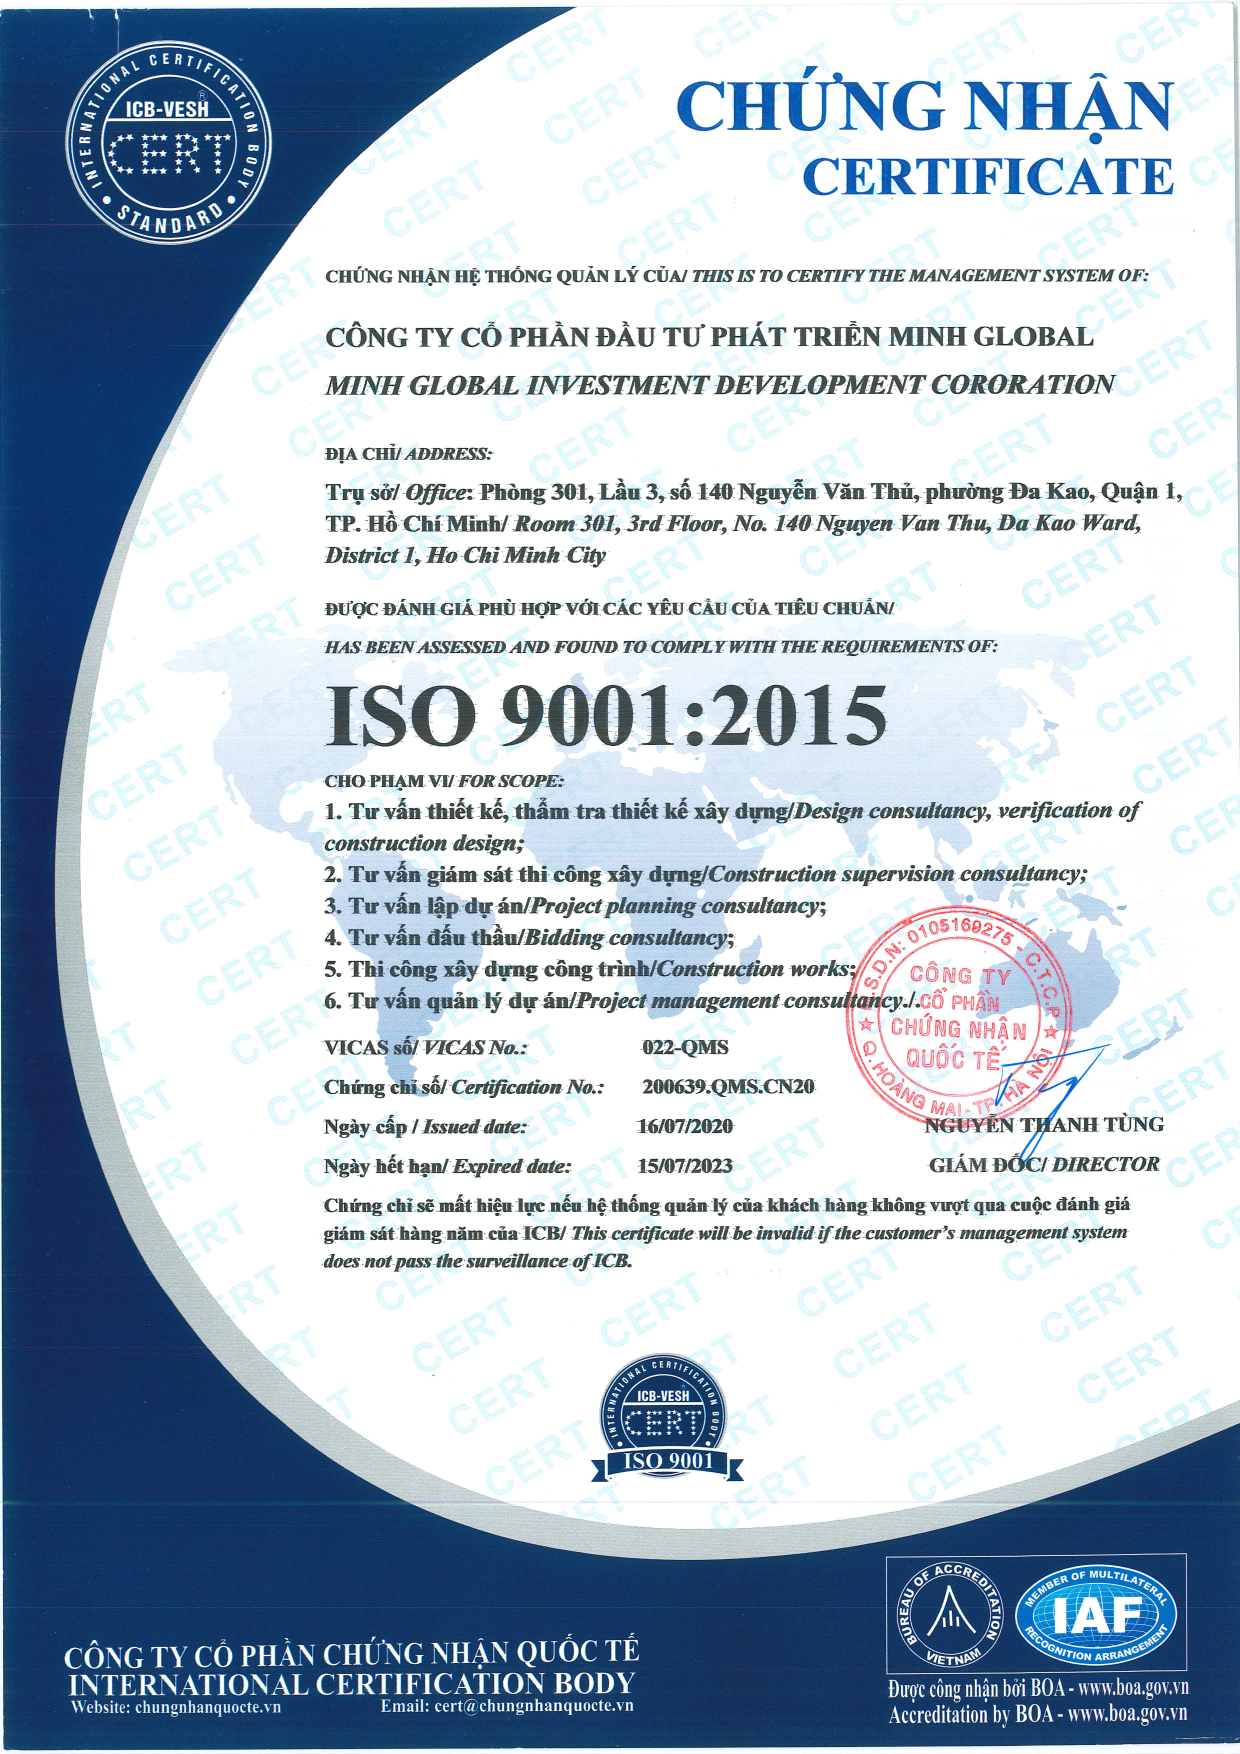 INTERNATIONAL CERTIFICATION BODY
ICB-VESH®
CERT
STANDARD
CHỨNG NHẬN
CERTIFICATE
CHỨNG NHẬN HỆ THỐNG QUẢN LÝ CỦA/ THIS IS TO CERTIFY THE MANAGEMENT SYSTEM OF:
CÔNG TY CỔ PHẦN ĐẦU TƯ PHÁT TRIỂN MINH GLOBAL
MINH GLOBAL INVESTMENT DEVELOPMENT CORORATION
ĐỊA CHỈ/ ADDRESS:
Trụ sở/ Office: Phòng 301, Lầu 3, số 140 Nguyễn Văn Thủ, phường Đa Kao, Quận 1,
TP. Hồ Chí Minh/ Room 301, 3rd Floor, No. 140 Nguyen Van Thu, Da Kao Ward,
District 1, Ho Chi Minh City
ĐƯỢC ĐÁNH GIÁ PHÙ HỢP VỚI CÁC YÊU CẦU CỦA TIÊU CHUẨN/
HAS BEEN ASSESSED AND FOUND TO COMPLY WITH THE REQUIREMENTS OF:
ISO 9001:2015
CHO PHẠM VI/ FOR SCOPE:
1. Tư vấn thiết kế, thẩm tra thiết kế xây dựng/Design consultancy, verification of
construction design;
2. Tư vấn giám sát thi công xây dựng/Construction supervision consultancy;
3. Tư vấn lập dự án/Project planning consultancy;
4. Tư vấn đấu thầu/Bidding consultancy;
5. Thi công xây dựng công trình/Construction works;
6. Tư vấn quản lý dự án/Project management consultancy./.
S.D.N: 0105169275 - C.T.C.P
CÔNG TY
CỔ PHẦN
CHỨNG NHẬN
QUỐC TẾ
Q. HOÀNG MAI - TP. HÀ NỘI
VICAS số/ VICAS No.: 022-QMS
Chứng chỉ số/ Certification No.: 200639.QMS.CN20
Ngày cấp / Issued date: 16/07/2020
NGUYỄN THANH TÙNG
Ngày hết hạn/ Expired date: 15/07/2023
GIÁM ĐỐC/ DIRECTOR
Chứng chỉ sẽ mất hiệu lực nếu hệ thống quản lý của khách hàng không vượt qua cuộc đánh giá
giám sát hàng năm của ICB/ This certificate will be invalid if the customer's management system
does not pass the surveillance of ICB.
INTERNATIONAL CERTIFICATION BODY
ICB-VESH
CERT
ISO 9001
BUREAU OF ACCREDITATION
VIETNAM
MEMBER OF MULTILATERAL
IAF
RECOGNITION ARRANGEMENT
CÔNG TY CỔ PHẦN CHỨNG NHẬN QUỐC TẾ
INTERNATIONAL CERTIFICATION BODY
Website: chungnhanquocte.vn Email: cert@chungnhanquocte.vn
Được công nhận bởi BOA - www.boa.gov.vn
Accreditation by BOA - www.boa.gov.vn